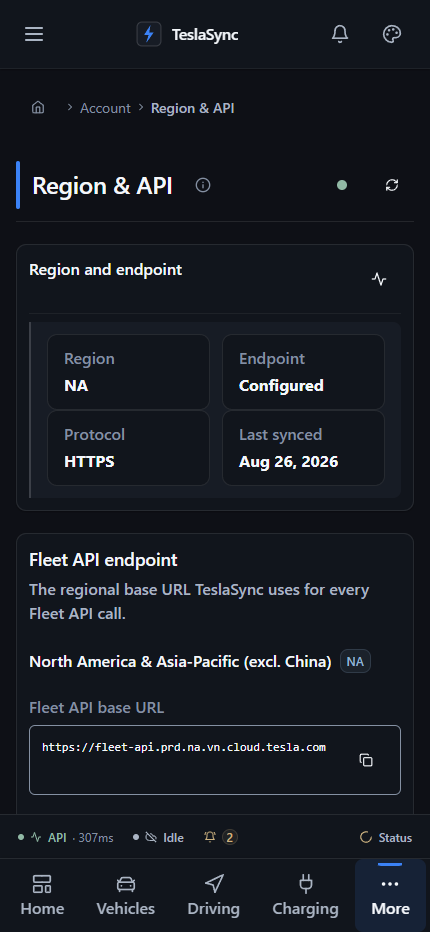 TeslaSync
Account
Region & API
Region & API
Region and endpoint
Region
NA
Endpoint
Configured
Protocol
HTTPS
Last synced
Aug 26, 2026
Fleet API endpoint
The regional base URL TeslaSync uses for every
Fleet API call.
North America & Asia-Pacific (excl. China) NA
Fleet API base URL
https://fleet-api.prd.na.vn.cloud.tesla.com
API · 307ms
Idle
2
Status
Home
Vehicles
Driving
Charging
More